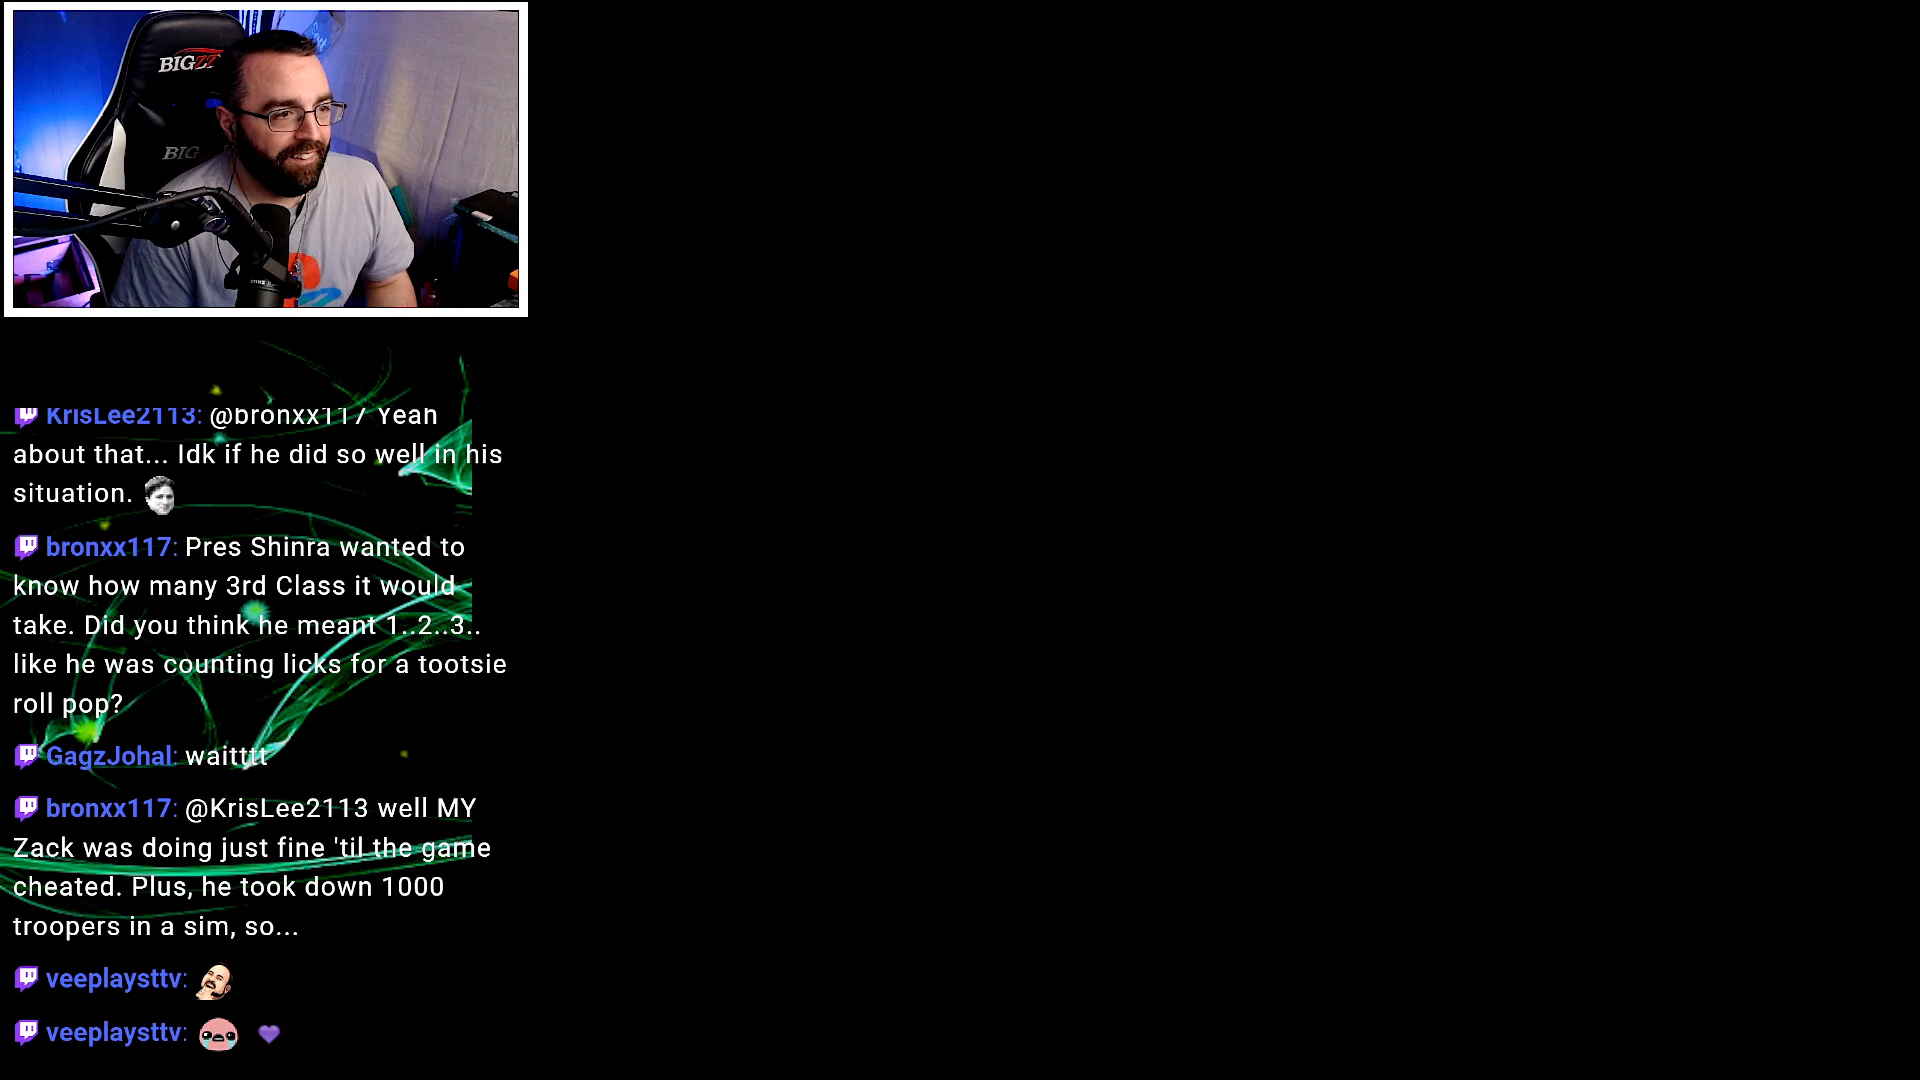 BIGZZ
BIG
KrisLee2113: @bronxx117 Yeah
about that... Idk if he did so well in his
situation.
bronxx117: Pres Shinra wanted to
know how many 3rd Class it would
take. Did you think he meant 1..2..3..
like he was counting licks for a tootsie
roll pop?
GagzJohal: waitttt
bronxx117: @KrisLee2113 well MY
Zack was doing just fine 'til the game
cheated. Plus, he took down 1000
troopers in a sim, so...
veeplaysttv:
veeplaysttv: